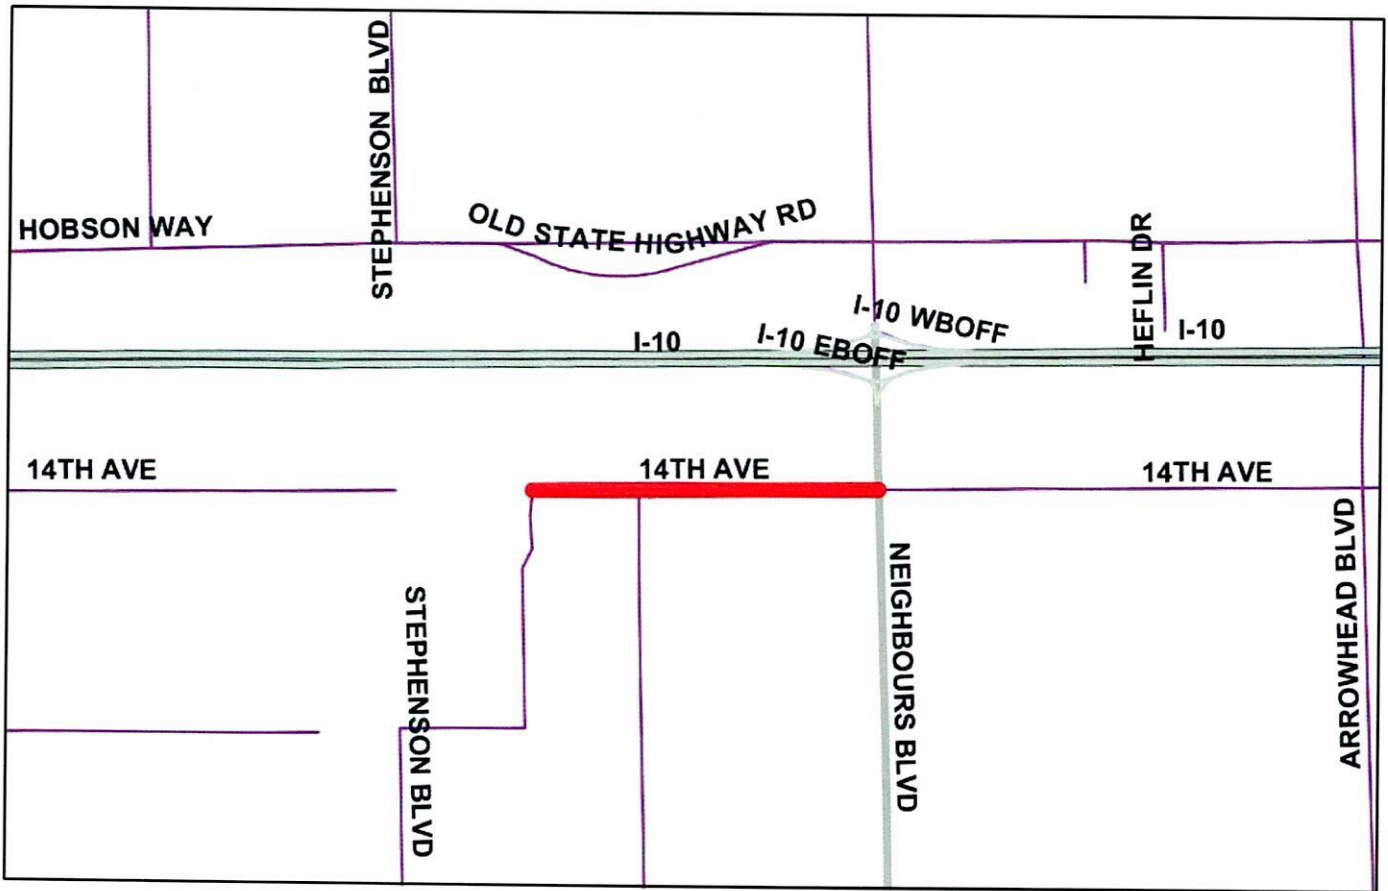 STEPHENSON BLVD
HOBSON WAY
OLD STATE HIGHWAY RD
HEFLIN DR
I-10 WBOFF
I-10
I-10 EBOFF
I-10
14TH AVE
14TH AVE
14TH AVE
STEPHENSON BLVD
NEIGHBOURS BLVD
ARROWHEAD BLVD